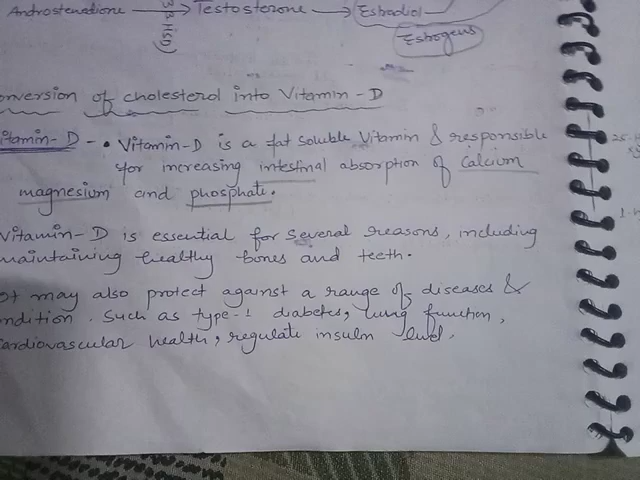 Androstenedione → Testosterone → Estradiol
Estrogens
onversion of cholesterol into Vitamin-D
itamin-D - • Vitamin-D is a fat soluble Vitamin & responsible
for increasing intestinal absorption of Calcium
magnesium and phosphate.
Vitamin-D is essential for several reasons, including
maintaining healthy bones and teeth.
It may also protect against a range of diseases &
ndition. Such as type-1 diabetes, lung function,
cardiovascular health, regulate insulin level.